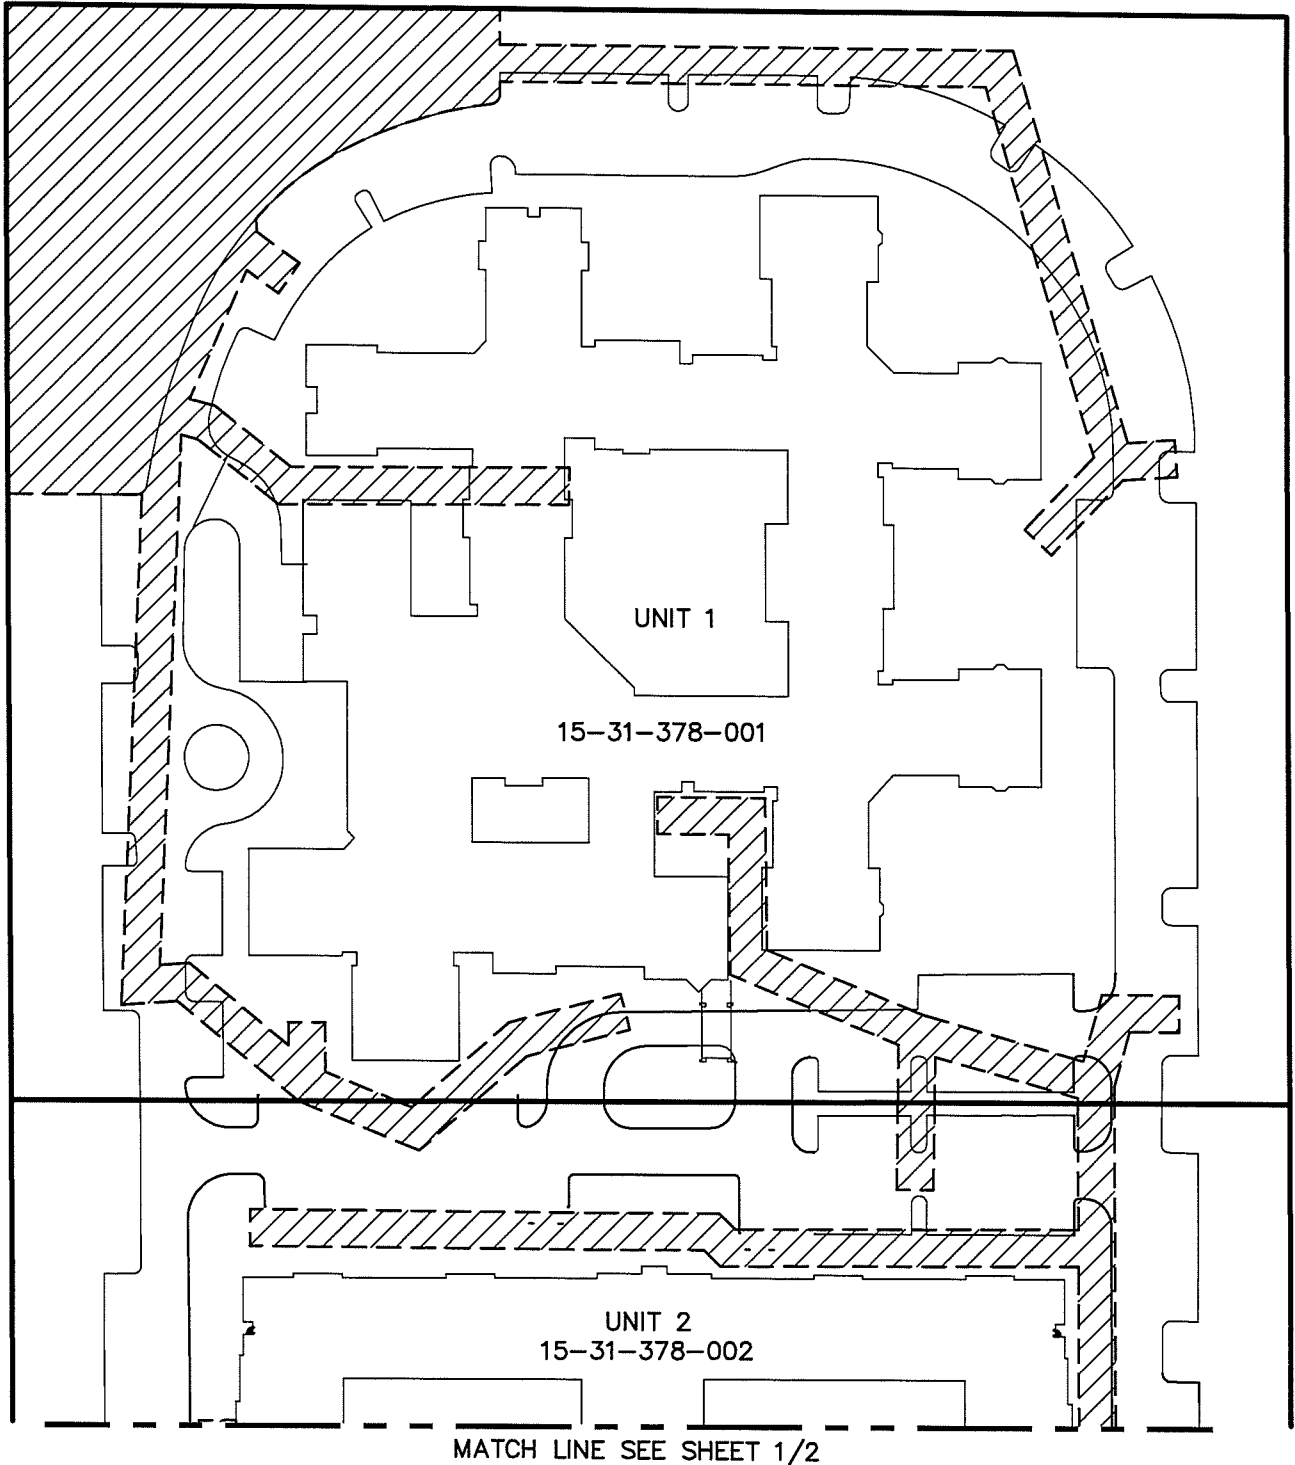 UNIT 1
15-31-378-001
UNIT 2
15-31-378-002
MATCH LINE SEE SHEET 1/2